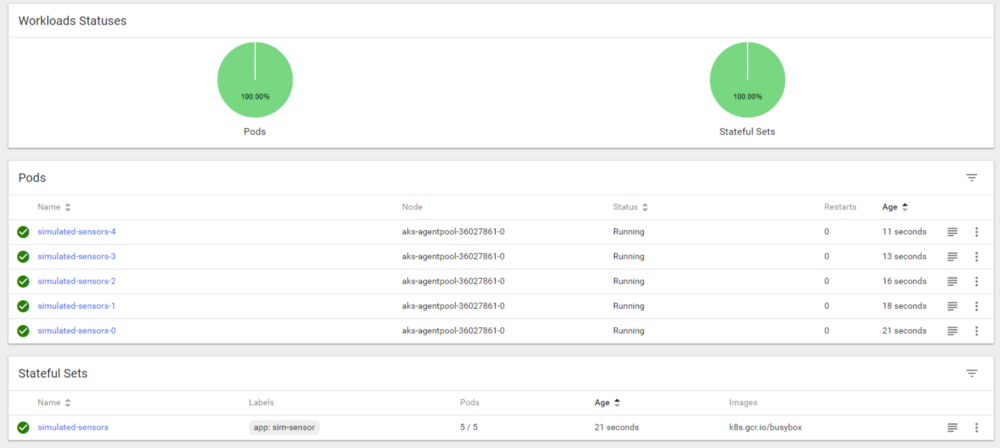 Workloads Statuses
100.00%
100.00%
Pods
Stateful Sets
Pods
Name Node Status Restarts Age
simulated-sensors-4 aks-agentpool-36027861-0 Running 0 11 seconds
simulated-sensors-3 aks-agentpool-36027861-0 Running 0 13 seconds
simulated-sensors-2 aks-agentpool-36027861-0 Running 0 16 seconds
simulated-sensors-1 aks-agentpool-36027861-0 Running 0 18 seconds
simulated-sensors-0 aks-agentpool-36027861-0 Running 0 21 seconds
Stateful Sets
Name Labels Pods Age Images
simulated-sensors app: sim-sensor 5 / 5 21 seconds k8s.gcr.io/busybox